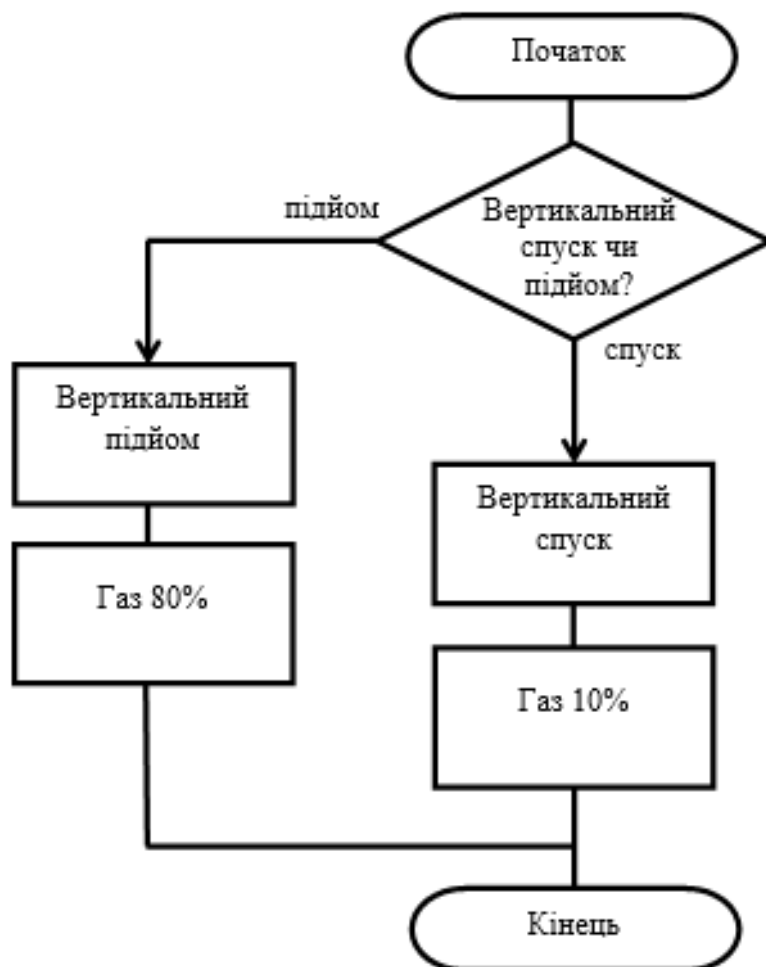 Початок
підйом
Вертикальний
спуск чи
підйом?
спуск
Вертикальний
підйом
Газ 80%
Вертикальний
спуск
Газ 10%
Кінець